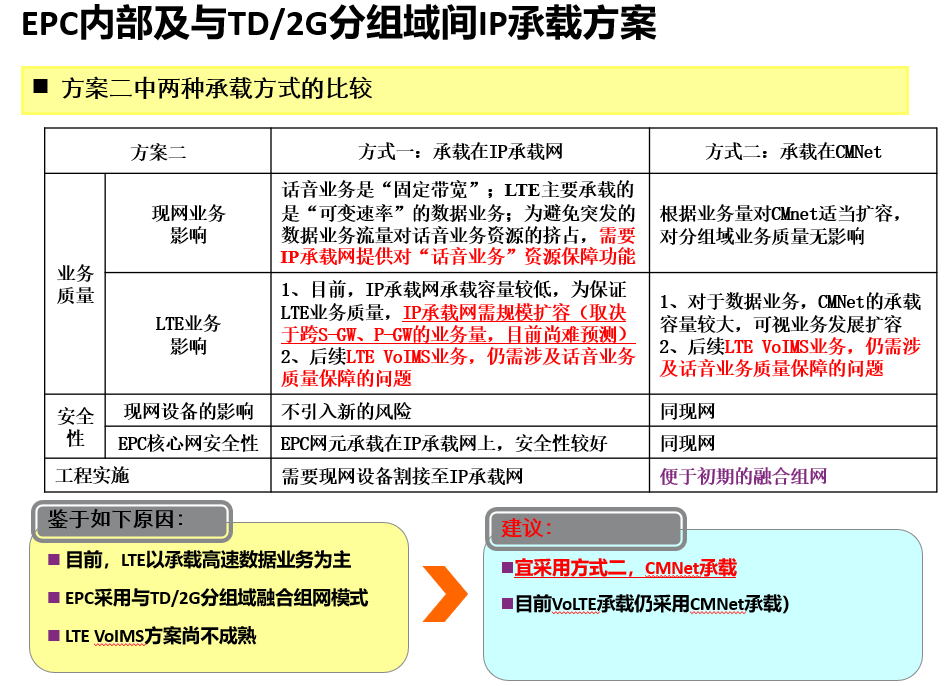 EPC内部及与TD/2G分组域间IP承载方案
■ 方案二中两种承载方式的比较
方案二
方式一：承载在IP承载网
方式二：承载在CMNet
业务
质量
现网业务
影响
话音业务是“固定带宽”；LTE主要承载的
是“可变速率”的数据业务；为避免突发的
数据业务流量对话音业务资源的挤占，需要
IP承载网提供对“话音业务”资源保障功能
根据业务量对CMnet适当扩容，
对分组域业务质量无影响
LTE业务
影响
1、目前，IP承载网承载容量较低，为保证
LTE业务质量，IP承载网需规模扩容（取决
于跨S-GW、P-GW的业务量，目前尚难预测）
2、后续LTE VoIMS业务，仍需涉及话音业务
质量保障的问题
1、对于数据业务，CMNet的承载
容量较大，可视业务发展扩容
2、后续LTE VoIMS业务，仍需涉
及话音业务质量保障的问题
安全
性
现网设备的影响
不引入新的风险
同现网
EPC核心网安全性
EPC网元承载在IP承载网上，安全性较好
同现网
工程实施
需要现网设备割接至IP承载网
便于初期的融合组网
鉴于如下原因：
■ 目前，LTE以承载高速数据业务为主
■ EPC采用与TD/2G分组域融合组网模式
■ LTE VoIMS方案尚不成熟
建议：
■宜采用方式二，CMNet承载
■目前VoLTE承载仍采用CMNet承载）